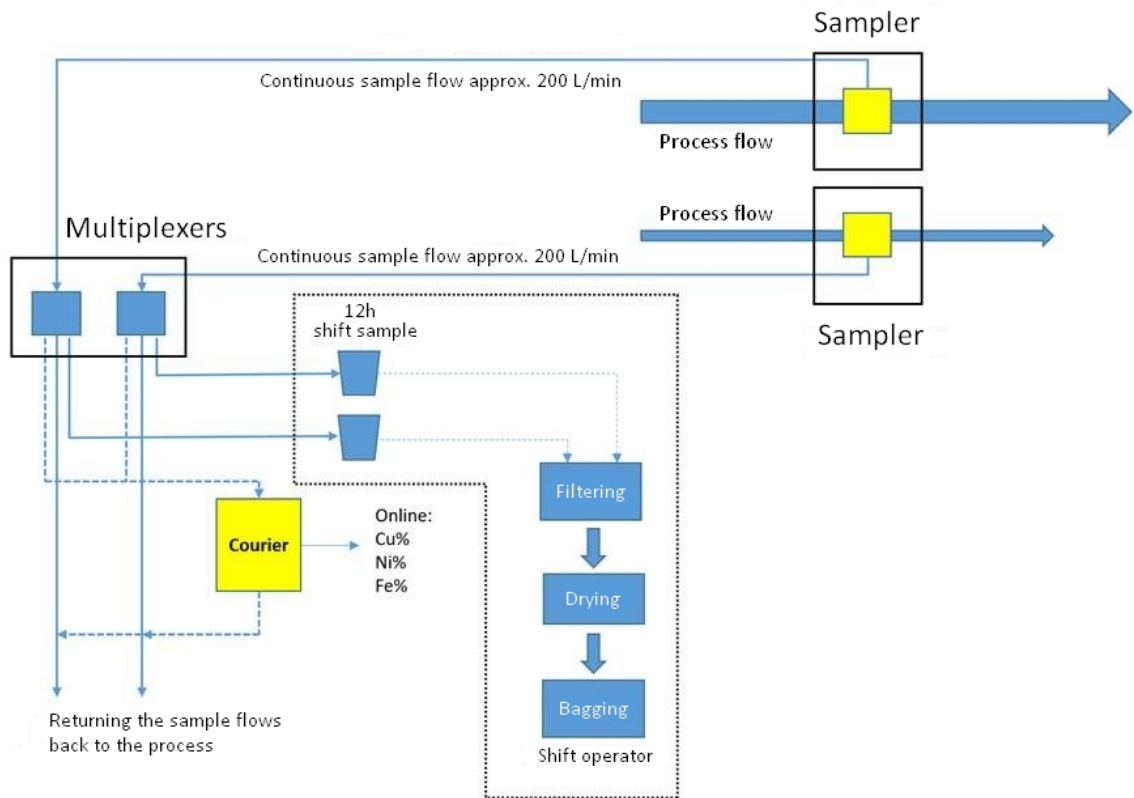 Sampler
Continuous sample flow approx. 200 L/min
Process flow
Process flow
Multiplexers
Continuous sample flow approx. 200 L/min
Sampler
12h
shift sample
Filtering
Online:
Cu%
Ni%
Fe%
Courier
Drying
Bagging
Returning the sample flows
back to the process
Shift operator